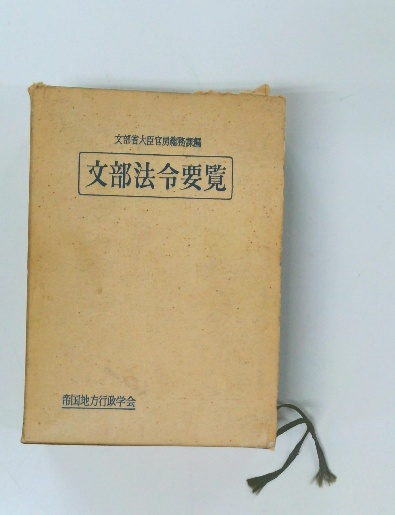 文部省大臣官房総務課編
文部法令要覧
帝国地方行政学会